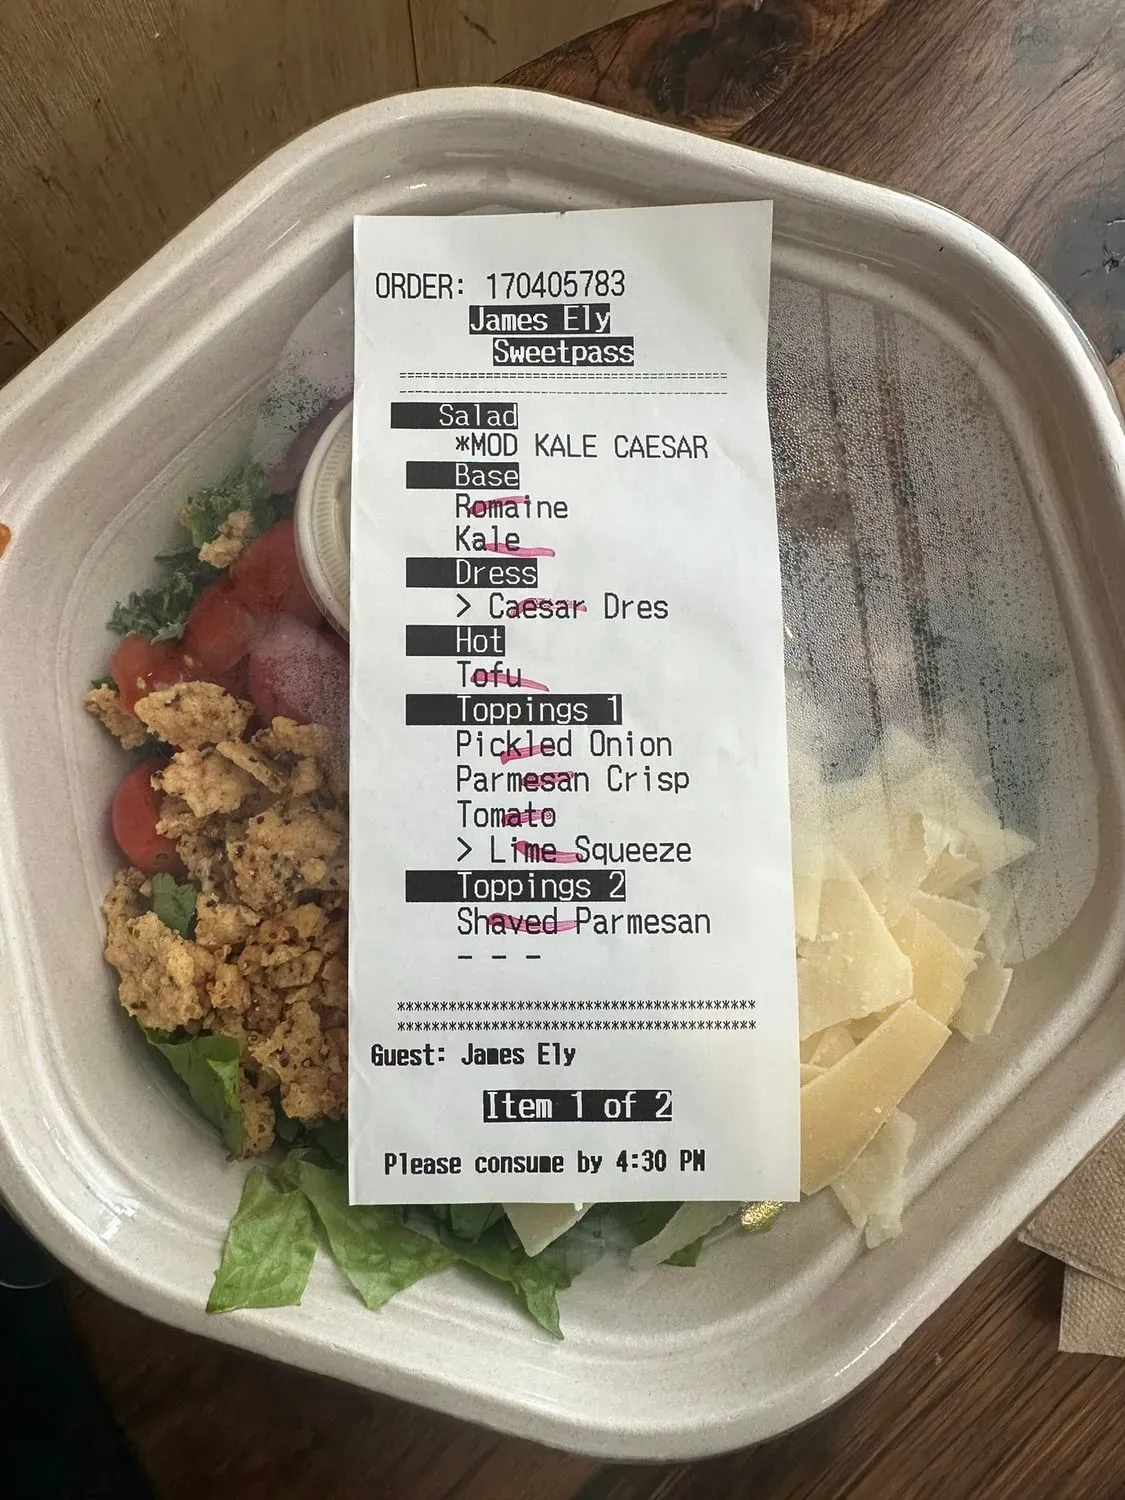 ORDER: 170405783
James Ely
Sweetpass
Salad
*MOD KALE CAESAR
Base
Romaine
Kale
Dress
> Caesar Dres
Hot
Tofu
Toppings 1
Pickled Onion
Parmesan Crisp
Tomato
> Lime Squeeze
Toppings 2
Shaved Parmesan
- - -
Guest: James Ely
Item 1 of 2
Please consume by 4:30 PM